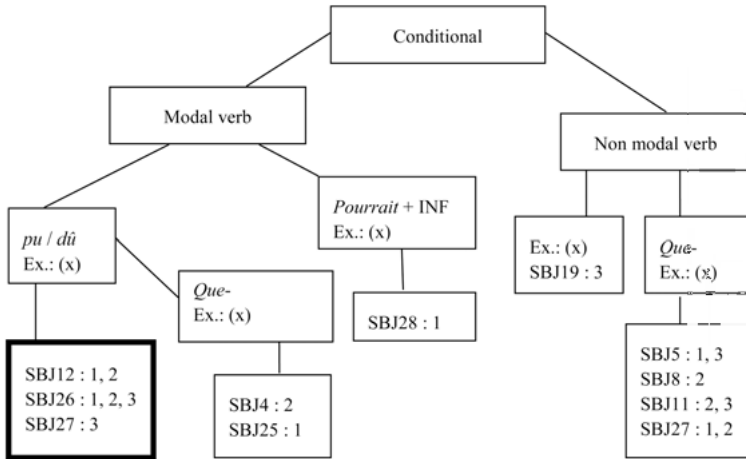 Conditional
Modal verb
Non modal verb
pu / dû
Ex.: (x)
Pourrait + INF
Ex.: (x)
Ex.: (x)
SBJ19 : 3
Que-
Ex.: (x)
Que-
Ex.: (x)
SBJ28 : 1
SBJ12 : 1, 2
SBJ26 : 1, 2, 3
SBJ27 : 3
SBJ4 : 2
SBJ25 : 1
SBJ5 : 1, 3
SBJ8 : 2
SBJ11 : 2, 3
SBJ27 : 1, 2